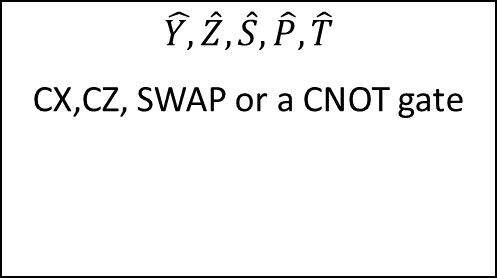 Ŷ, Ẑ, Ŝ, P̂, T̂
CX,CZ, SWAP or a CNOT gate